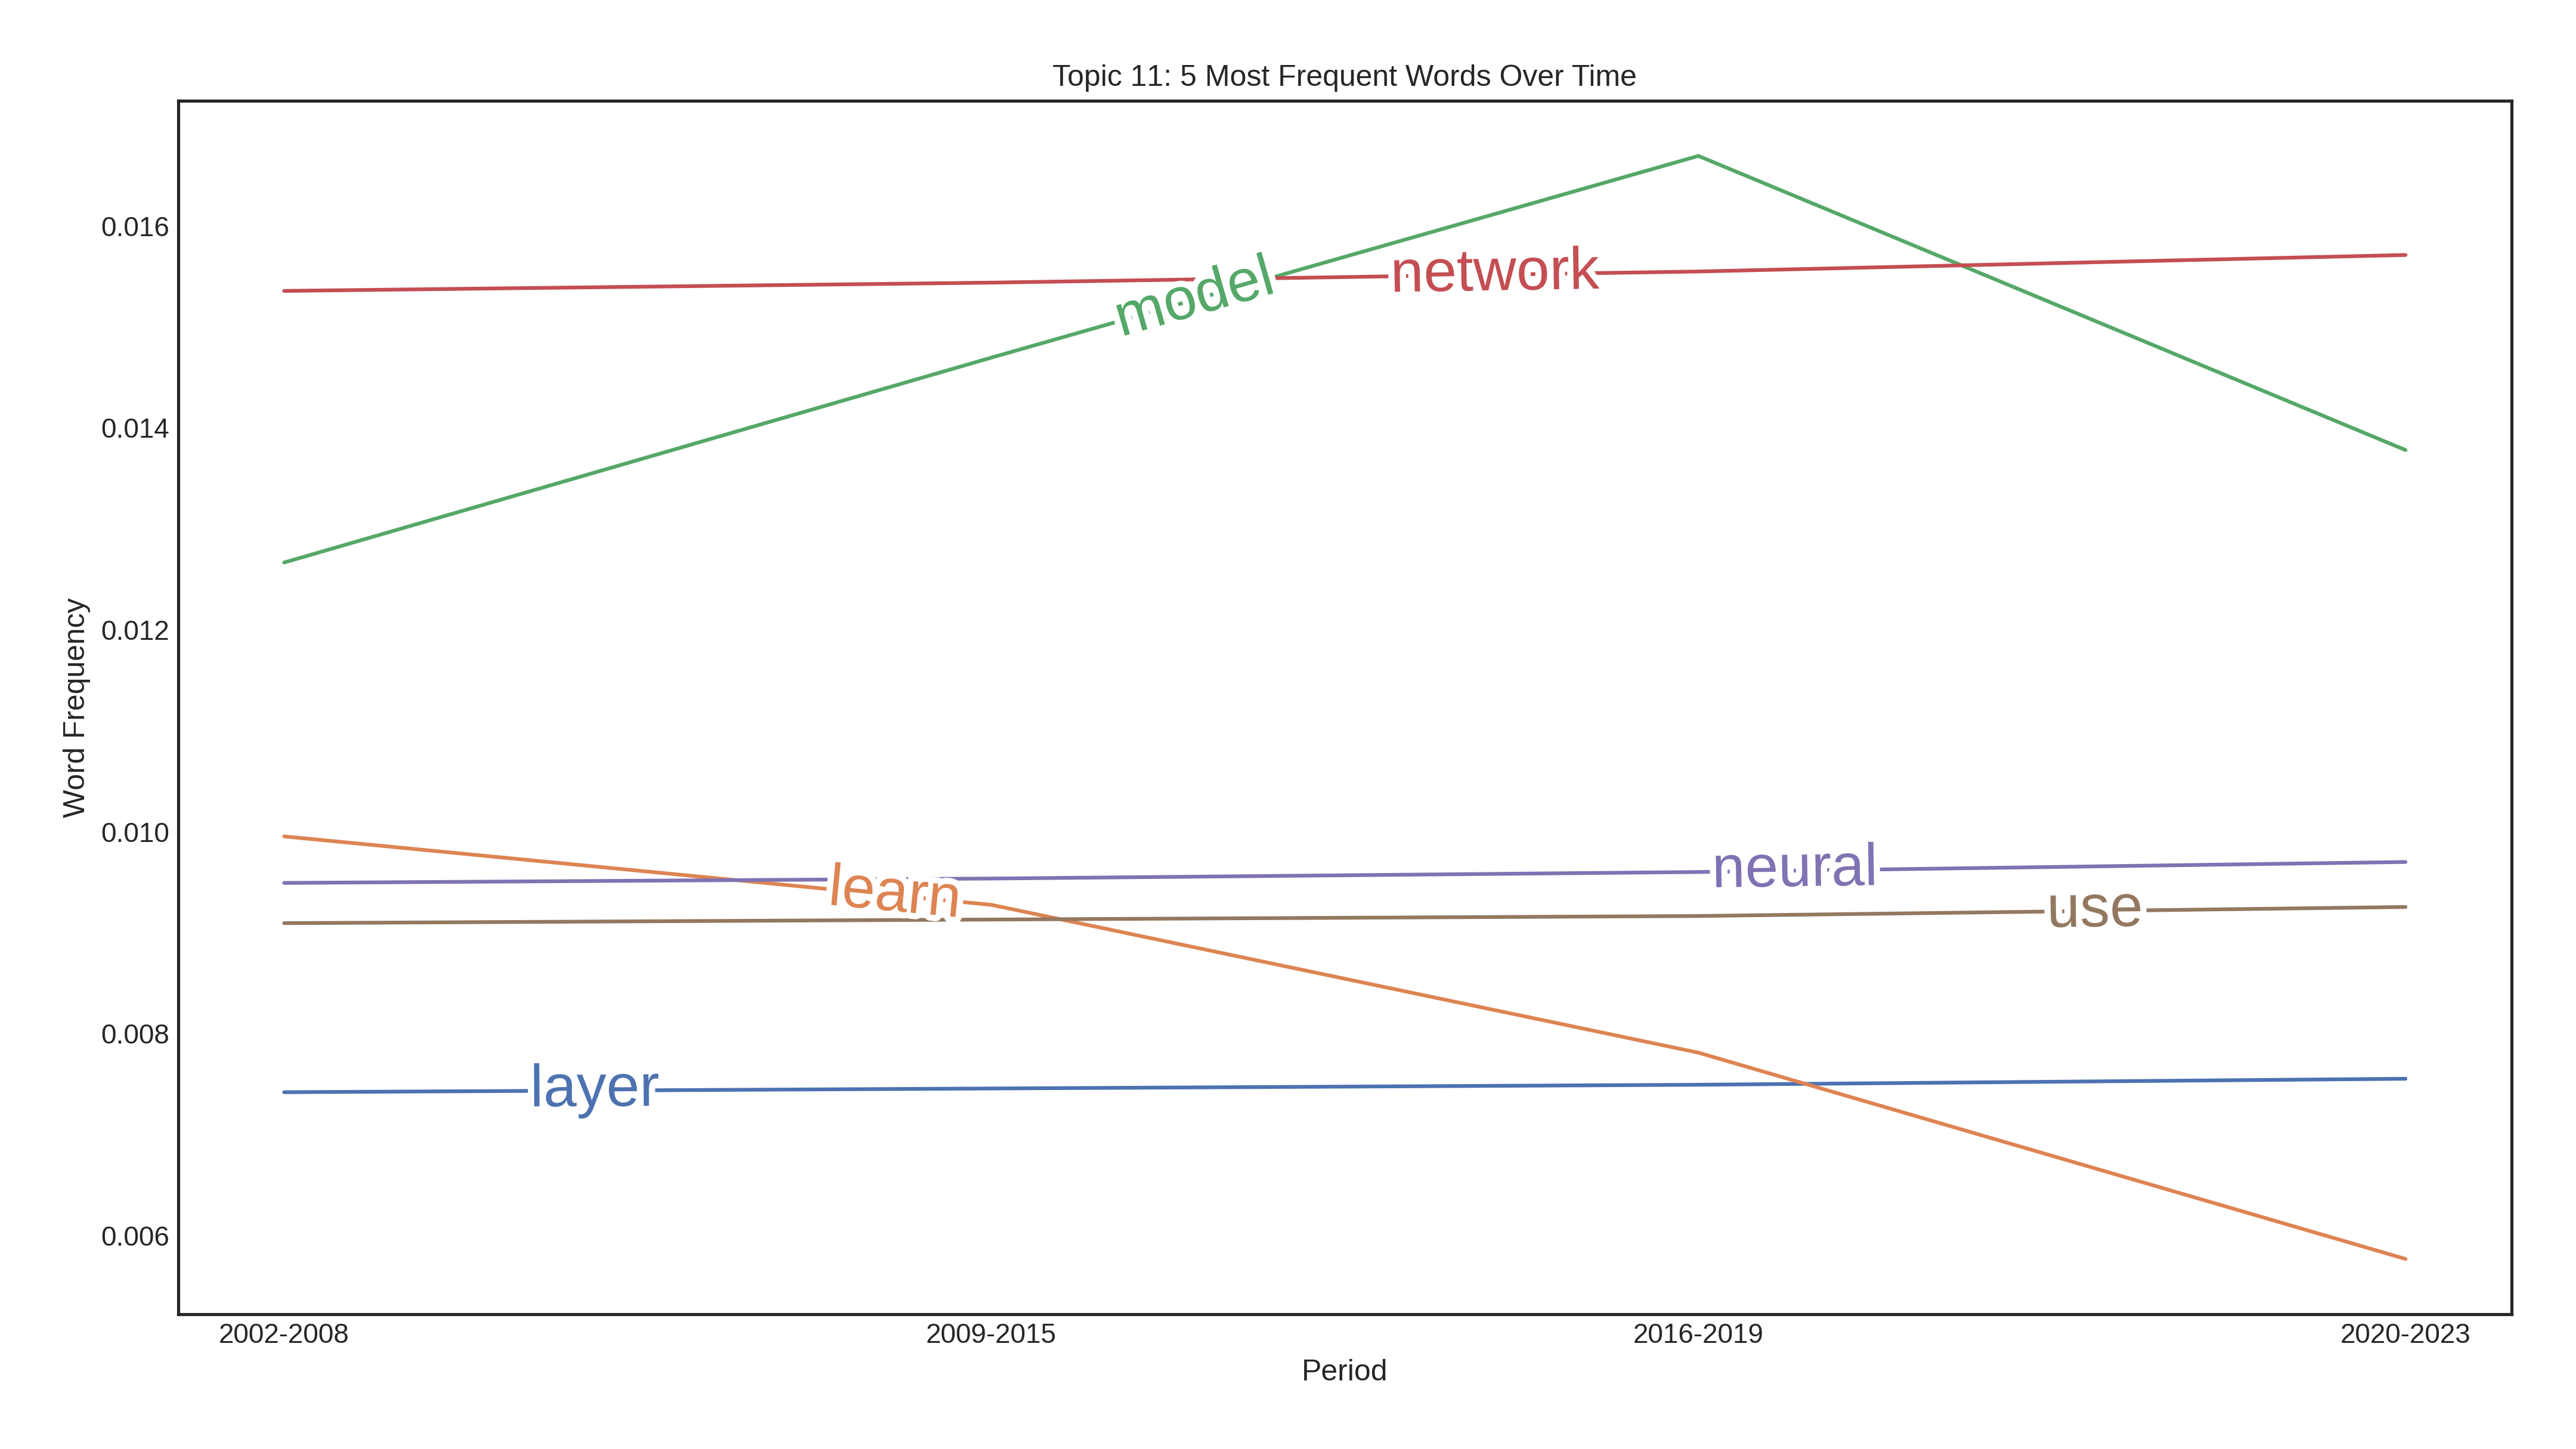 Topic 11: 5 Most Frequent Words Over Time
Word Frequency
0.016
0.014
0.012
0.010
0.008
0.006
model
network
learn
neural
use
layer
2002-2008
2009-2015
2016-2019
2020-2023
Period